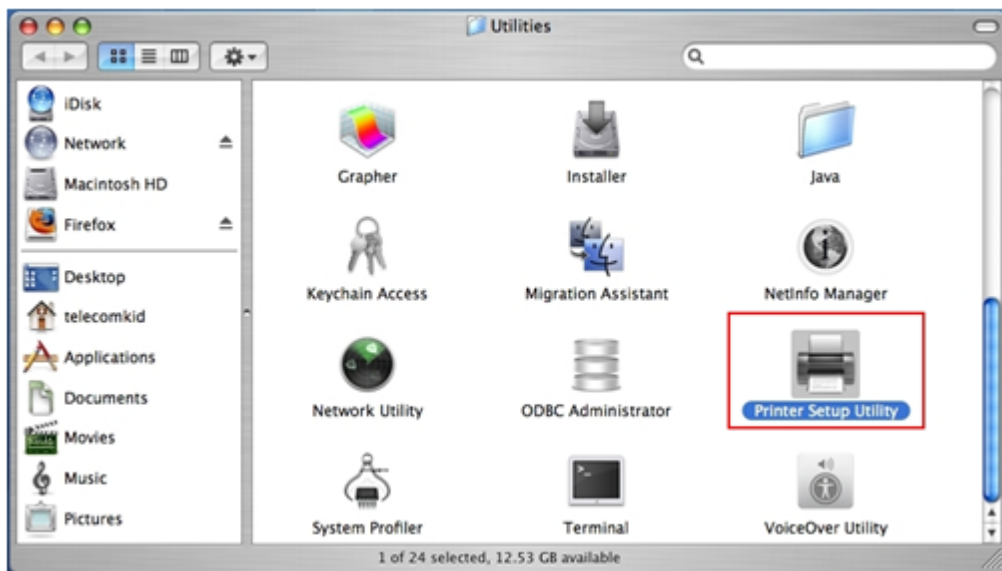 Utilities
iDisk
Network
Macintosh HD
Firefox
Desktop
telecomkid
Applications
Documents
Movies
Music
Pictures
Grapher
Installer
Java
Keychain Access
Migration Assistant
NetInfo Manager
Network Utility
ODBC Administrator
Printer Setup Utility
System Profiler
Terminal
VoiceOver Utility
1 of 24 selected, 12.53 GB available